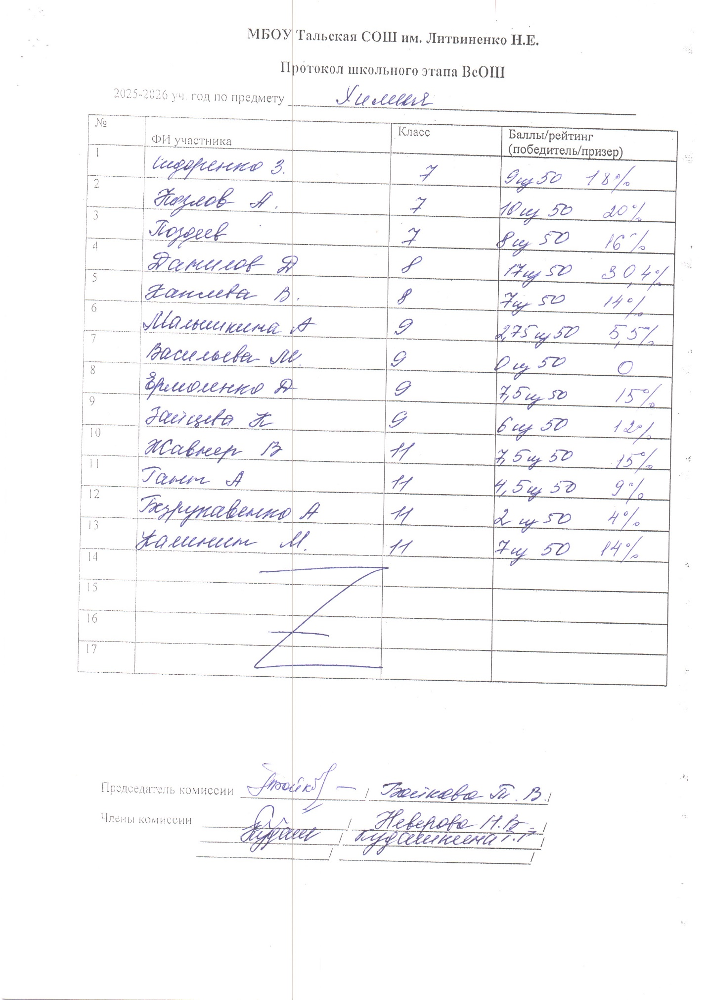 МБОУ Тальская СОШ им. Литвиненко Н.Е.
Протокол школьного этапа ВсОШ
2025-2026 уч. год по предмету Химия
№ ФИ участника Класс Баллы/рейтинг (победитель/призер)
1 Шидоренко З. 7 9 из 50 18%
2 Козлов А. 7 10 из 50 20%
3 Поздеев 7 8 из 50 16%
4 Данилов Д 8 17 из 50 30,4%
5 Каплева В. 8 7 из 50 14%
6 Малышкина А 9 2,75 из 50 5,5%
7 Васильева М. 9 0 из 50 0
8 Ермоленко Д 9 7,5 из 50 15%
9 Зайцева К 9 6 из 50 12%
10 Жавнер В 11 7,5 из 50 15%
11 Гант А 11 4,5 из 50 9%
12 Безрукавенко А 11 2 из 50 4%
13 Калинин М. 11 7 из 50 14%
14
15
16
17
Председатель комиссии / Бойкова Т.В./
Члены комиссии / Неверова Н.В /
Кудаш / Кудашкина Г.Г /
/ /